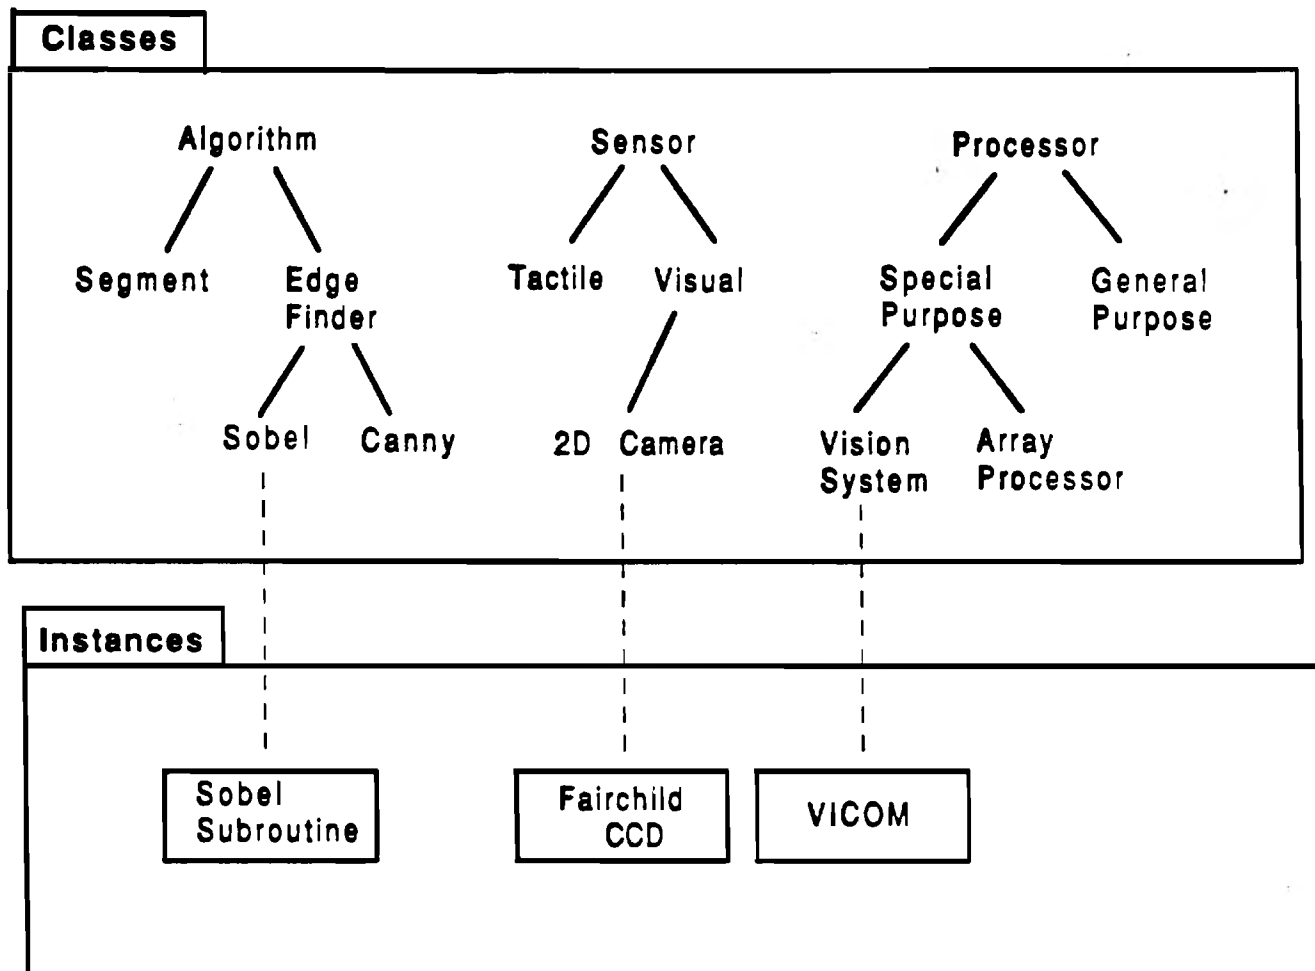 Classes
Algorithm Sensor Processor
Segment Edge Finder Tactile Visual Special Purpose General Purpose
Sobel Canny 2D Camera Vision System Array Processor
Instances
Sobel Subroutine
Fairchild CCD
VICOM